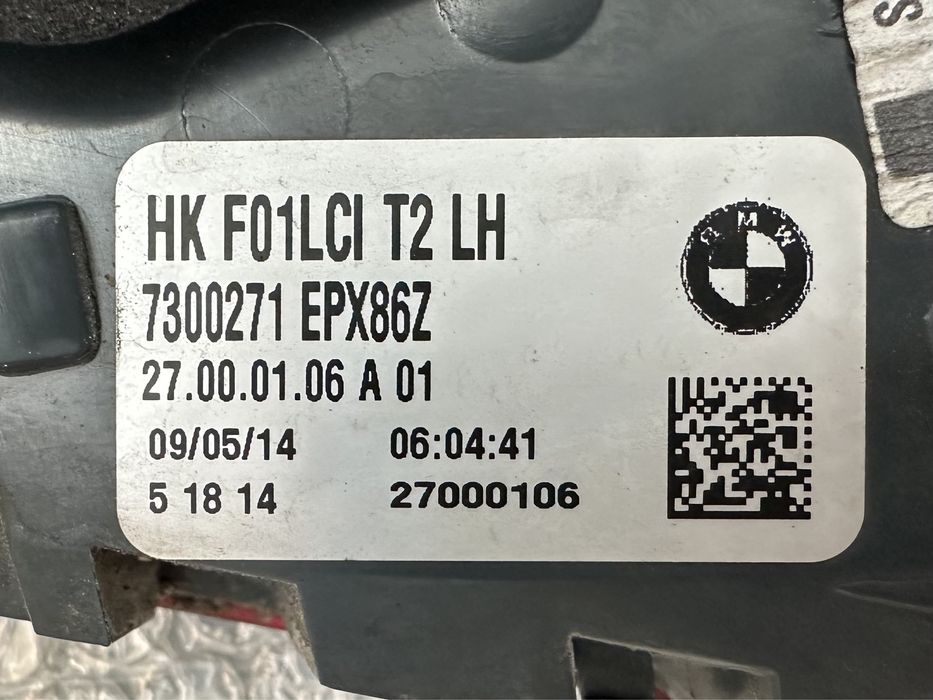 HK F01LCI T2 LH
7300271 EPX86Z
27.00.01.06 A 01
09/05/14 06:04:41
5 18 14 27000106
BMW
S